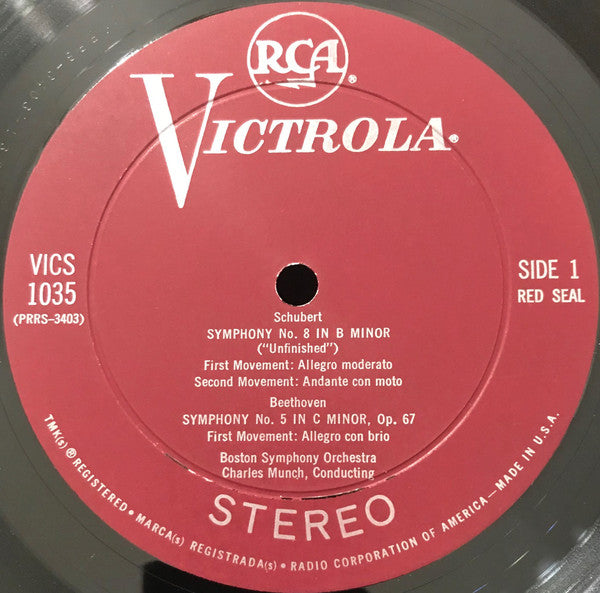 RCA®
VICTROLA®
VICS
1035
(PRRS-3403)
SIDE 1
RED SEAL
Schubert
SYMPHONY No. 8 IN B MINOR
("Unfinished")
First Movement: Allegro moderato
Second Movement: Andante con moto
Beethoven
SYMPHONY No. 5 IN C MINOR, Op. 67
First Movement: Allegro con brio
Boston Symphony Orchestra
Charles Munch, Conducting
STEREO
TMK(s) ® REGISTERED • MARCA(s) REGISTRADA(s) • RADIO CORPORATION OF AMERICA—MADE IN U.S.A.